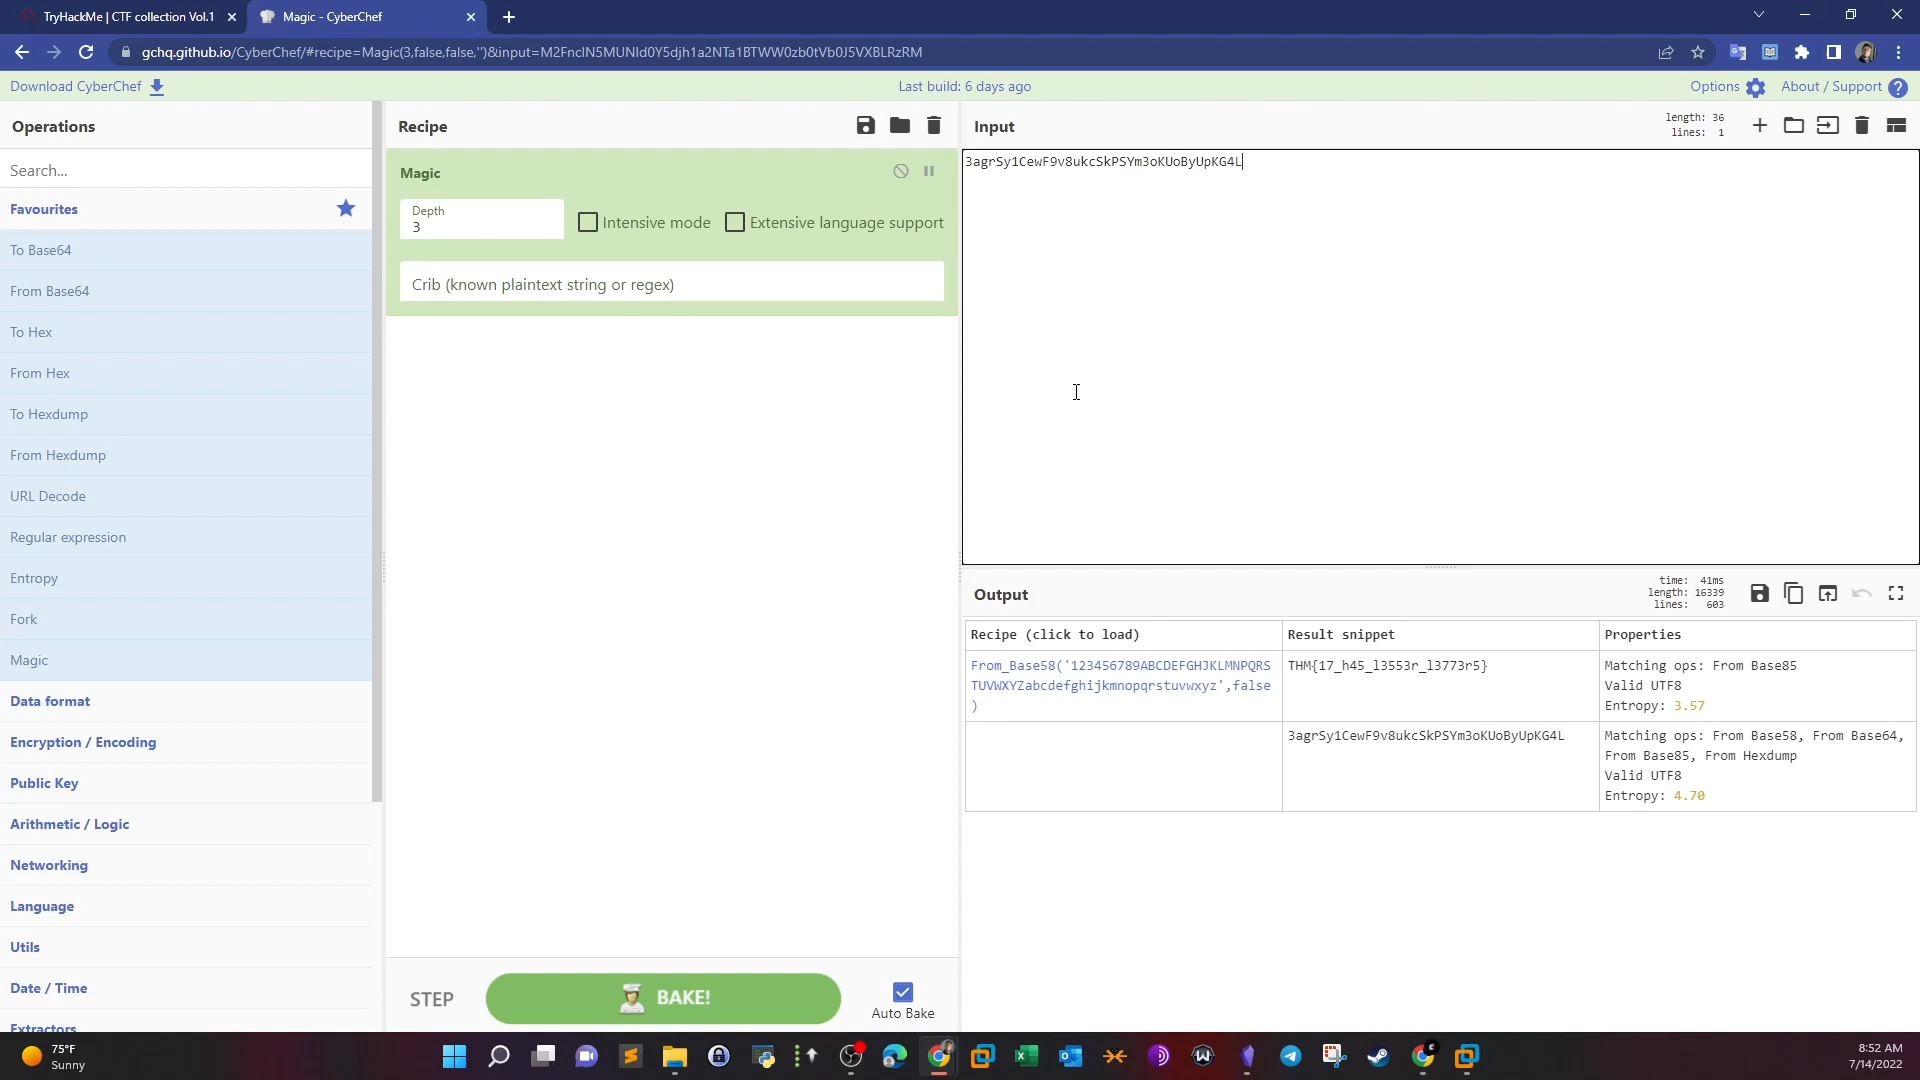 TryHackMe | CTF collection Vol.1
Magic - CyberChef
gchq.github.io/CyberChef/#recipe=Magic(3,false,false,'')&input=M2FnclN5MUNld0Y5djh1a2NTa1BTWW0zb0tVb0J5VXBLRzRM
Download CyberChef
Last build: 6 days ago
Options
About / Support
Operations
Search...
Favourites
To Base64
From Base64
To Hex
From Hex
To Hexdump
From Hexdump
URL Decode
Regular expression
Entropy
Fork
Magic
Data format
Encryption / Encoding
Public Key
Arithmetic / Logic
Networking
Language
Utils
Date / Time
Extractors
Recipe
Magic
Depth
3
Intensive mode
Extensive language support
Crib (known plaintext string or regex)
STEP
BAKE!
Auto Bake
Input
length: 36
lines: 1
3agrSy1CewF9v8ukcSkPSYm3oKUoByUpKG4L
Output
time: 41ms
length: 16339
lines: 603
Recipe (click to load)
Result snippet
Properties
From_Base58('123456789ABCDEFGHJKLMNPQRS
TUVWXYZabcdefghijkmnopqrstuvwxyz',false
)
THM{17_h45_l3553r_l3773r5}
Matching ops: From Base85
Valid UTF8
Entropy: 3.57
3agrSy1CewF9v8ukcSkPSYm3oKUoByUpKG4L
Matching ops: From Base58, From Base64,
From Base85, From Hexdump
Valid UTF8
Entropy: 4.70
75°F
Sunny
8:52 AM
7/14/2022